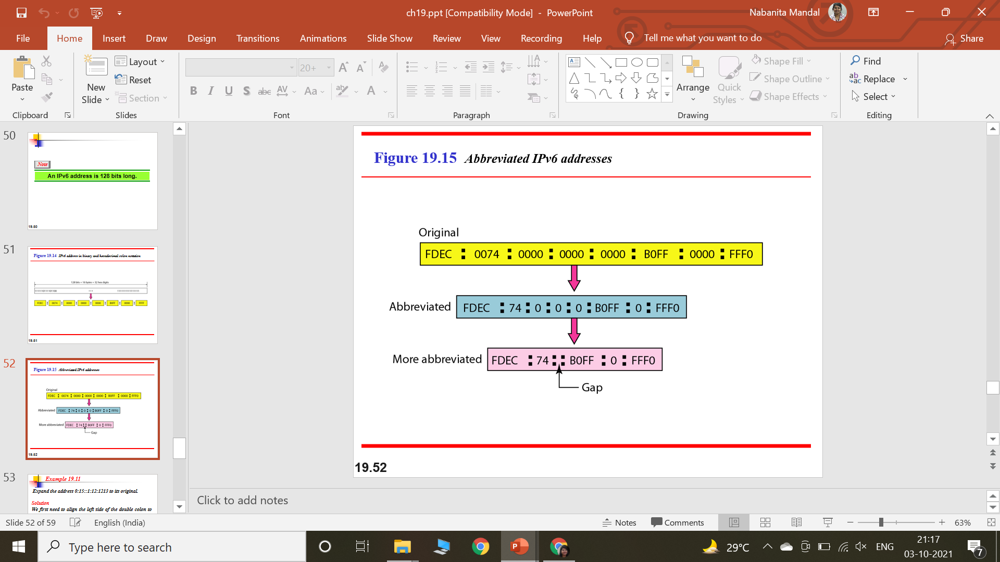 ch19.ppt [Compatibility Mode] - PowerPoint
Nabanita Mandal
File Home Insert Draw Design Transitions Animations Slide Show Review View Recording Help Tell me what you want to do Share
Paste
New Slide
Layout
Reset
Section
20+
B I U S abc AV Aa A
Arrange
Quick Styles
Shape Fill
Shape Outline
Shape Effects
Find
Replace
Select
Clipboard Slides Font Paragraph Drawing Editing
50
Note
An IPv6 address is 128 bits long.
19.50
51
Figure 19.14 IPv6 address in binary and hexadecimal colon notation
128 bits = 16 bytes = 32 hex digits
1111110111101100 • • • 1111111111111111
FDEC : 0074 : 0000 : 0000 : 0000 : B0FF : 0000 : FFFF
19.51
52
Figure 19.15 Abbreviated IPv6 addresses
Original
FDEC : 0074 : 0000 : 0000 : 0000 : B0FF : 0000 : FFF0
Abbreviated FDEC : 74 : 0 : 0 : 0 : B0FF : 0 : FFF0
More abbreviated FDEC : 74 : : B0FF : 0 : FFF0
Gap
19.52
53
Example 19.11
Expand the address 0:15::1:12:1213 to its original.
Solution
We first need to align the left side of the double colon to
Figure 19.15 Abbreviated IPv6 addresses
Original
FDEC : 0074 : 0000 : 0000 : 0000 : B0FF : 0000 : FFF0
Abbreviated FDEC : 74 : 0 : 0 : 0 : B0FF : 0 : FFF0
More abbreviated FDEC : 74 : : B0FF : 0 : FFF0
Gap
19.52
Click to add notes
Slide 52 of 59 English (India) Notes Comments 63%
Type here to search
29°C ENG
21:17
03-10-2021
7